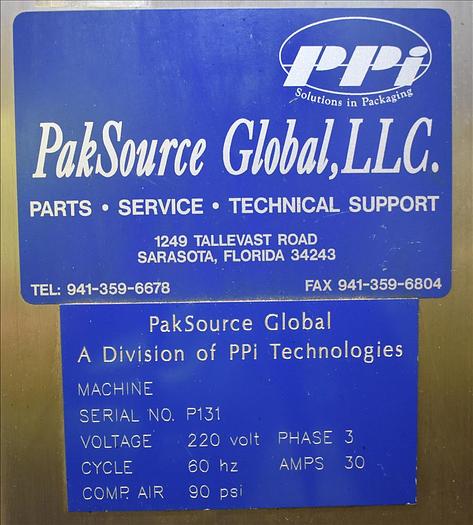 PPi
Solutions in Packaging
PakSource Global, LLC.
PARTS • SERVICE • TECHNICAL SUPPORT
1249 TALLEVAST ROAD
SARASOTA, FLORIDA 34243
TEL: 941-359-6678 FAX 941-359-6804
PakSource Global
A Division of PPi Technologies
MACHINE
SERIAL NO. P131
VOLTAGE 220 volt PHASE 3
CYCLE 60 hz AMPS 30
COMP. AIR 90 psi